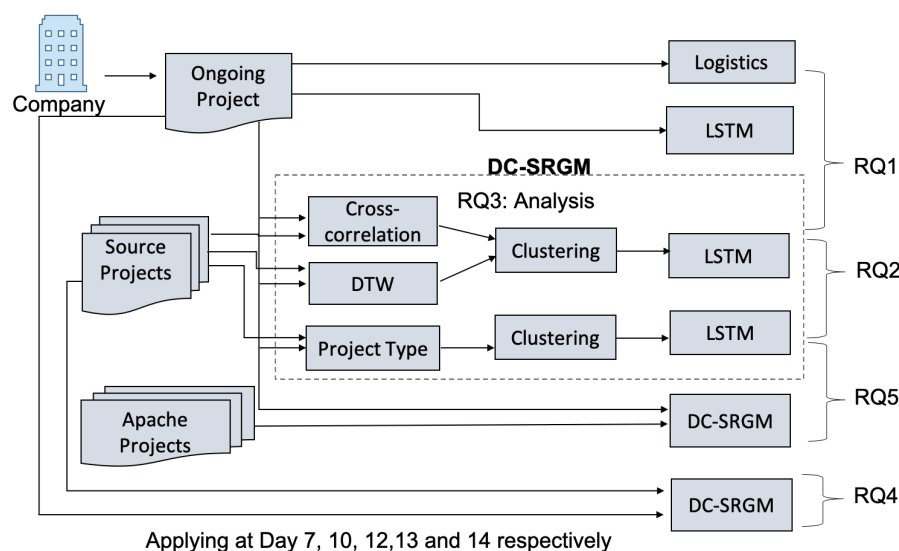 Company
Ongoing
Project
Logistics
LSTM
RQ1
DC-SRGM
RQ3: Analysis
Cross-
correlation
Clustering
LSTM
RQ2
Source
Projects
DTW
Project Type
Clustering
LSTM
RQ5
Apache
Projects
DC-SRGM
DC-SRGM
RQ4
Applying at Day 7, 10, 12,13 and 14 respectively